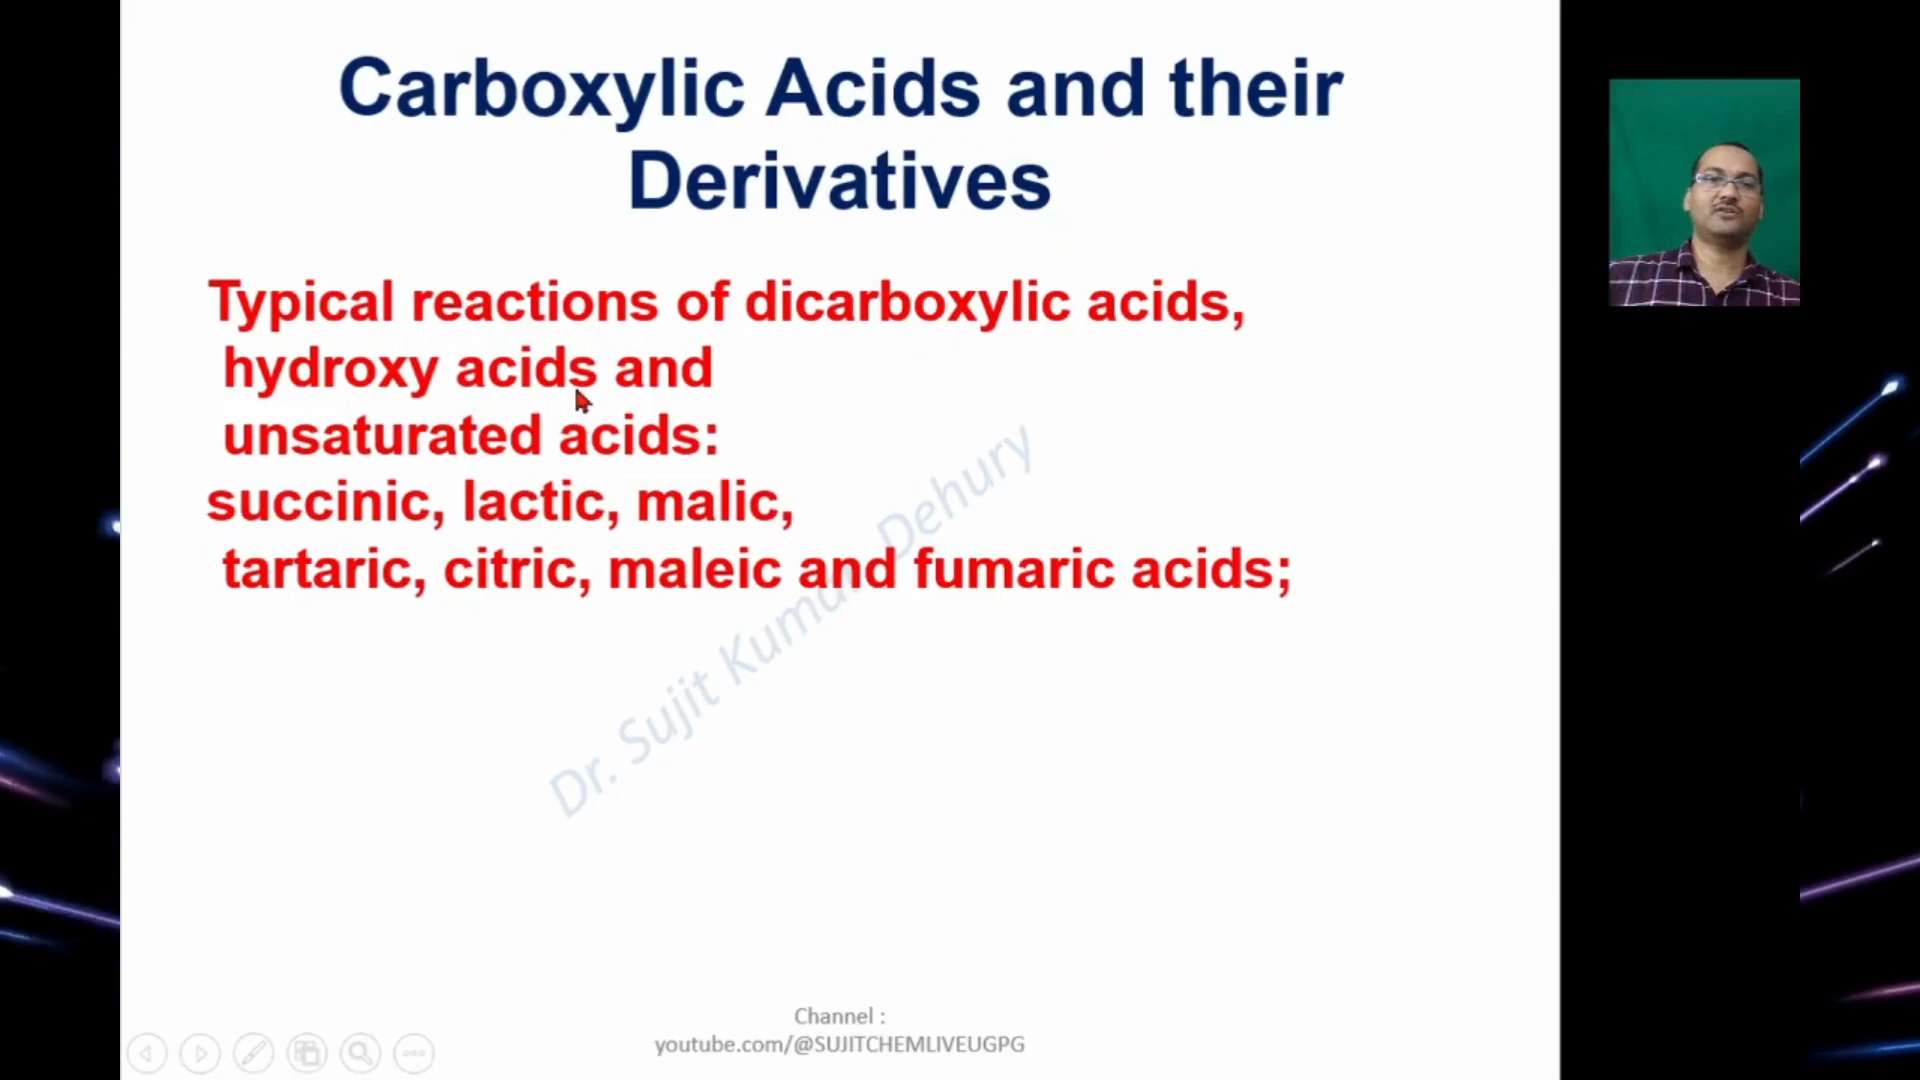 Carboxylic Acids and their
Derivatives
Typical reactions of dicarboxylic acids,
hydroxy acids and
unsaturated acids:
succinic, lactic, malic,
tartaric, citric, maleic and fumaric acids;
Dr. Sujit Kumar Dehury
Channel :
youtube.com/@SUJITCHEMLIVEUGPG